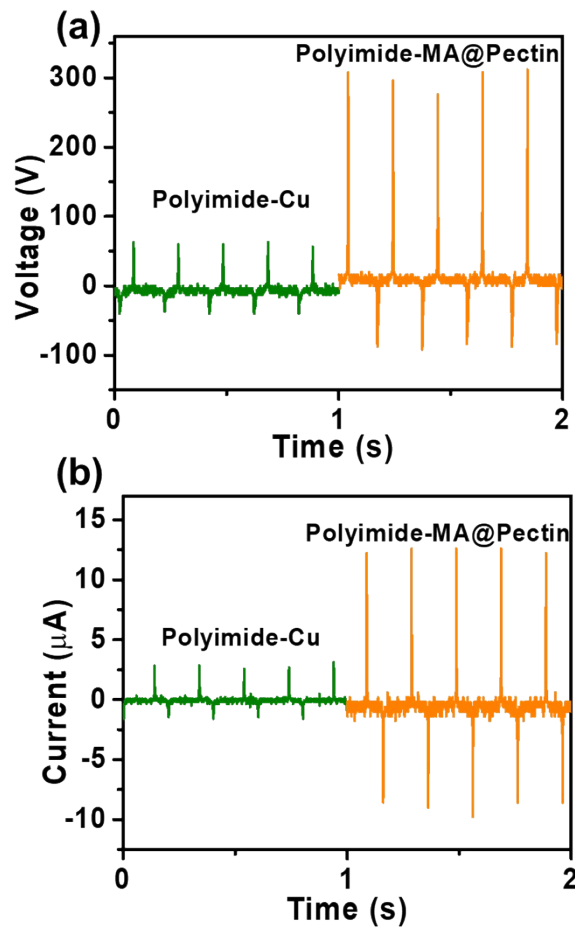 (a)
Polyimide-MA@Pectin
300
200
100
0
-100
Polyimide-Cu
Voltage (V)
0
1
2
Time (s)
(b)
15
10
5
0
-5
-10
Polyimide-MA@Pectin
Polyimide-Cu
Current (μA)
0
1
2
Time (s)